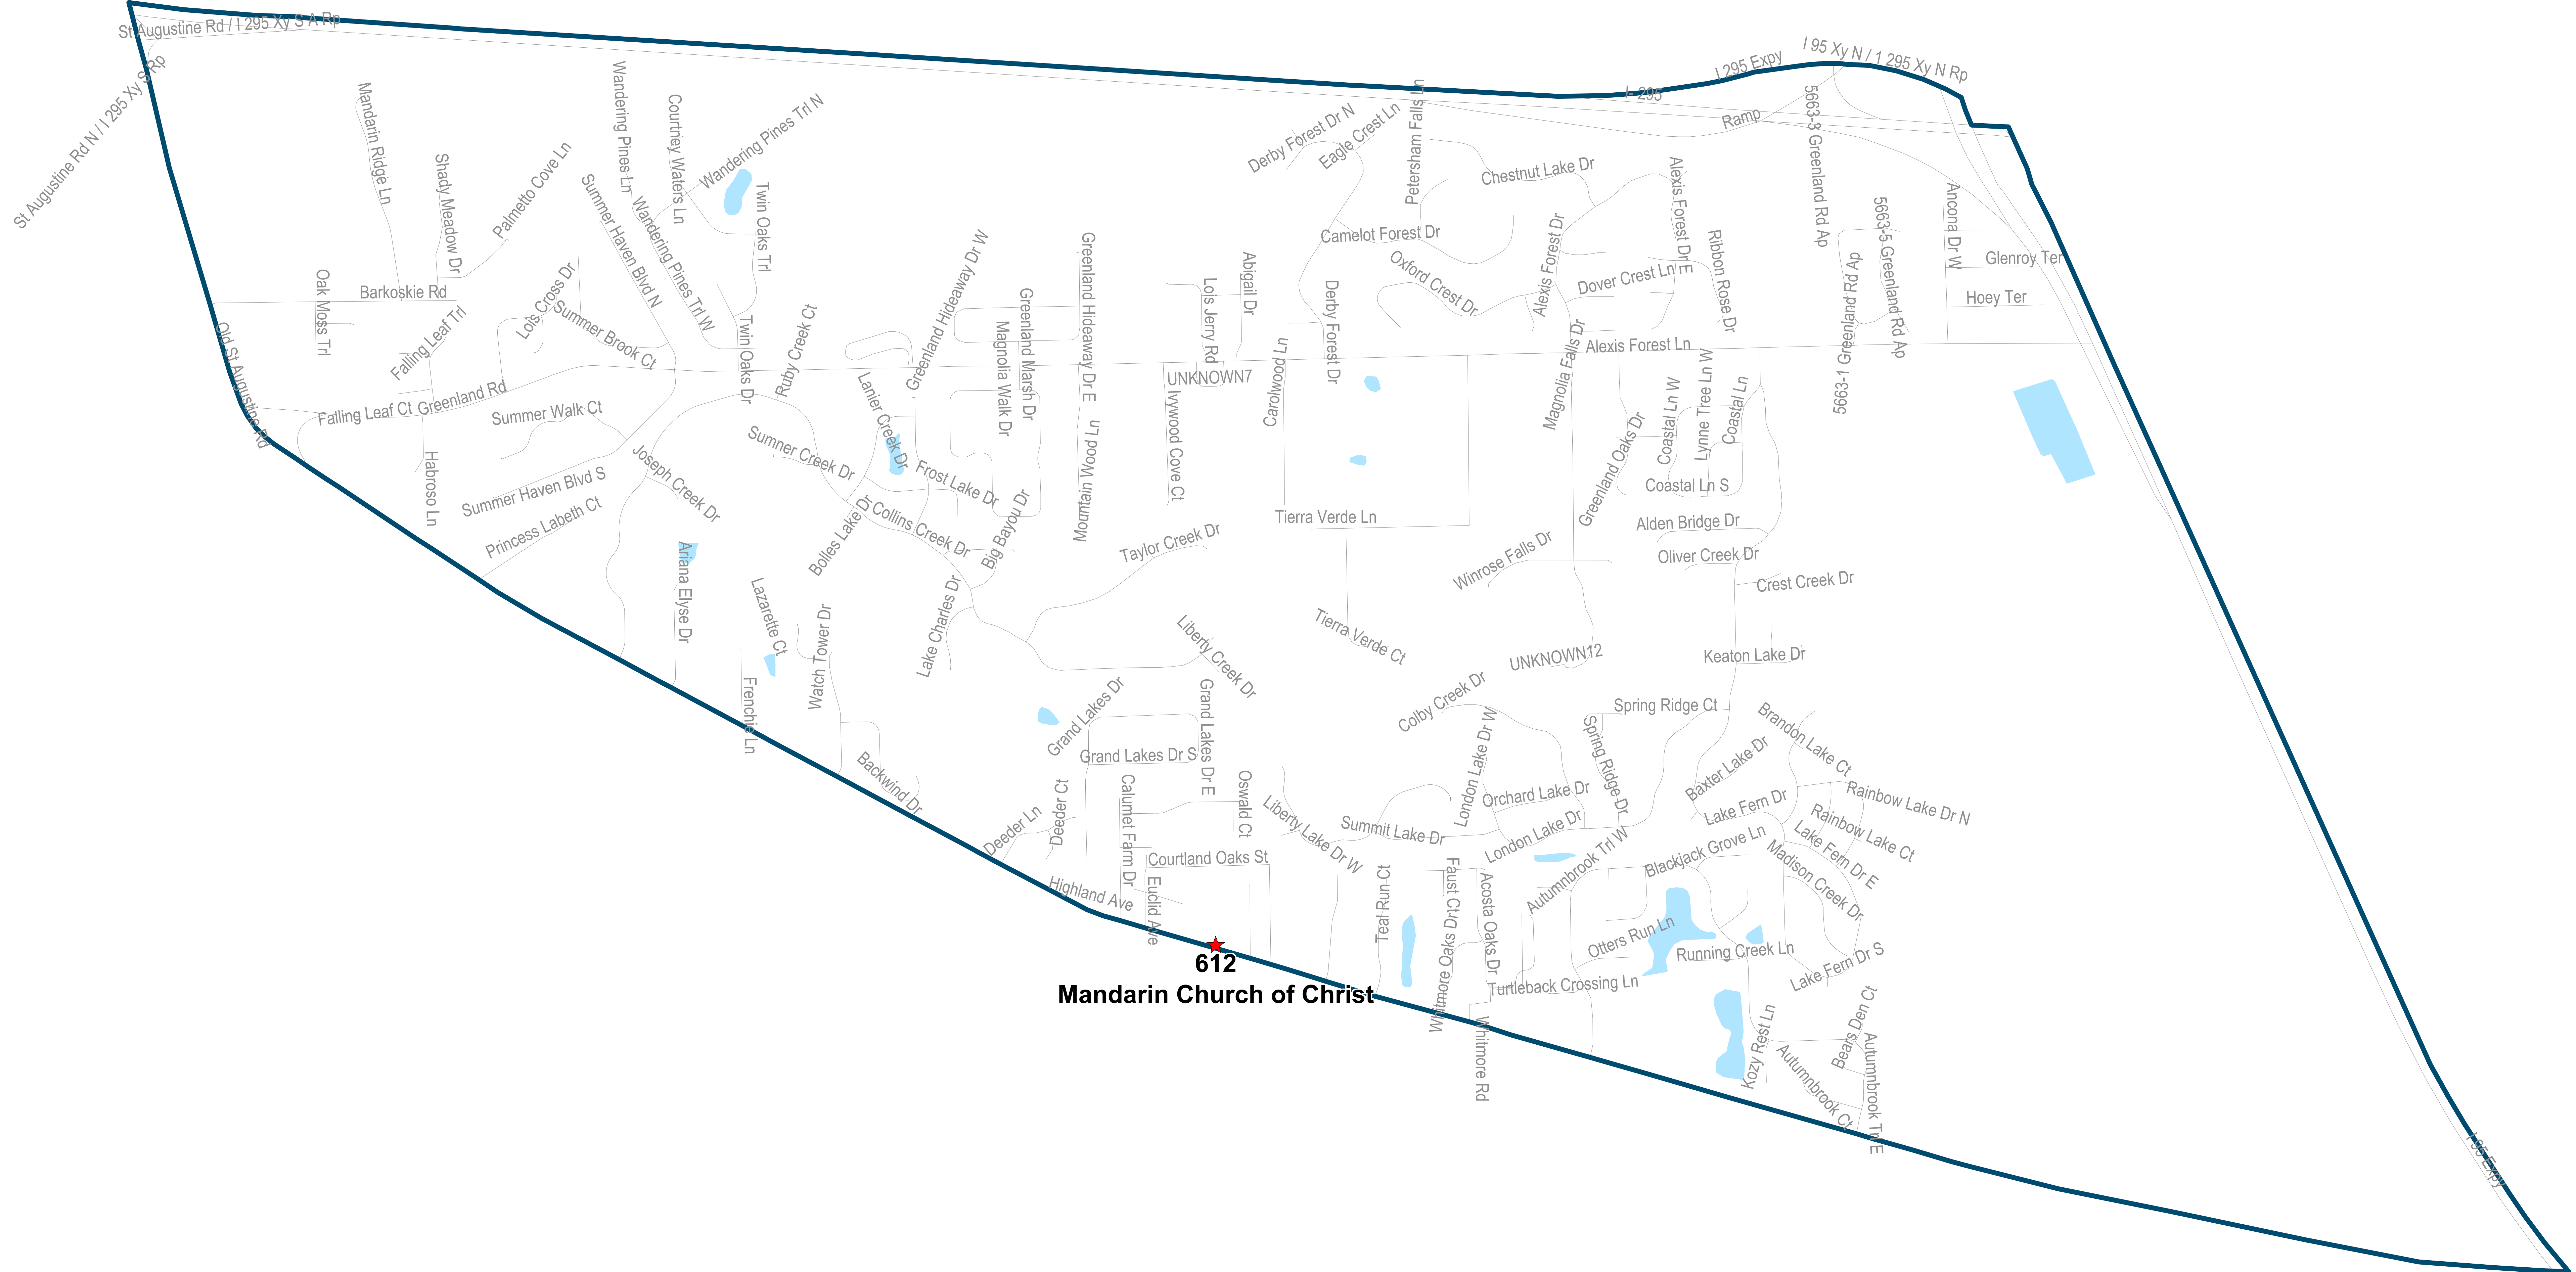 St Augustine Rd / I 295 Xy S A Rp
St Augustine Rd N / I 295 Xy S Rp
I 295 Expy
I 95 Xy N / 1 295 Xy N Rp
I- 295
Ramp
Mandarin Ridge Ln
Shady Meadow Dr
Palmetto Cove Ln
Wandering Pines Ln
Courtney Waters Ln
Wandering Pines Trl N
Summer Haven Blvd N
Wandering Pines Trl W
Twin Oaks Trl
Derby Forest Dr N
Eagle Crest Ln
Petersham Falls Ln
Chestnut Lake Dr
Camelot Forest Dr
Oxford Crest Dr
Alexis Forest Dr
Alexis Forest Dr E
Dover Crest Ln
Ribbon Rose Dr
5663-3 Greenland Rd Ap
5663-5 Greenland Rd Ap
5663-1 Greenland Rd Ap
Ancona Dr W
Glenroy Ter
Hoey Ter
Oak Moss Trl
Barkoskie Rd
Falling Leaf Trl
Lois Cross Dr
Summer Brook Ct
Twin Oaks Dr
Ruby Creek Ct
Greenland Hideaway Dr W
Greenland Hideaway Dr E
Greenland Marsh Dr
Magnolia Walk Dr
Lois Jerry Rd
Abigail Dr
Derby Forest Dr
Carolwood Ln
Magnolia Falls Dr
Alexis Forest Ln
Old St Augustine Rd
Falling Leaf Ct
Greenland Rd
Summer Walk Ct
Lanier Creek Dr
UNKNOWN7
Ivywood Cove Ct
Mountain Wood Ln
Greenland Oaks Dr
Coastal Ln W
Lynne Tree Ln W
Coastal Ln
Coastal Ln S
Habroso Ln
Summer Haven Blvd S
Princess Labeth Ct
Joseph Creek Dr
Sumner Creek Dr
Frost Lake Dr
Bolles Lake Dr
Collins Creek Dr
Big Bayou Dr
Taylor Creek Dr
Tierra Verde Ln
Alden Bridge Dr
Oliver Creek Dr
Crest Creek Dr
Winrose Falls Dr
Ariana Elyse Dr
Lazarette Ct
Watch Tower Dr
Lake Charles Dr
Liberty Creek Dr
Tierra Verde Ct
UNKNOWN12
Keaton Lake Dr
Frenchie Ln
Backwind Dr
Grand Lakes Dr
Grand Lakes Dr S
Grand Lakes Dr E
Colby Creek Dr
London Lake Dr W
Spring Ridge Ct
Spring Ridge Dr
Brandon Lake Ct
Baxter Lake Dr
Orchard Lake Dr
Lake Fern Dr
Rainbow Lake Dr N
Rainbow Lake Ct
Deeder Ln
Deeder Ct
Calumet Farm Dr
Oswald Ct
Liberty Lake Dr W
Summit Lake Dr
London Lake Dr
Autumnbrook Trl W
Blackjack Grove Ln
Lake Fern Dr E
Madison Creek Dr
Courtland Oaks St
Highland Ave
Euclid Ave
Teal Run Ct
Faust Ct
Whitmore Oaks Dr
Acosta Oaks Dr
Otters Run Ln
Running Creek Ln
Lake Fern Dr S
Turtleback Crossing Ln
612
Mandarin Church of Christ
Whitmore Rd
Kozy Rest Ln
Bears Den Ct
Autumnbrook Ct
Autumnbrook Trl E
I 95 Expy